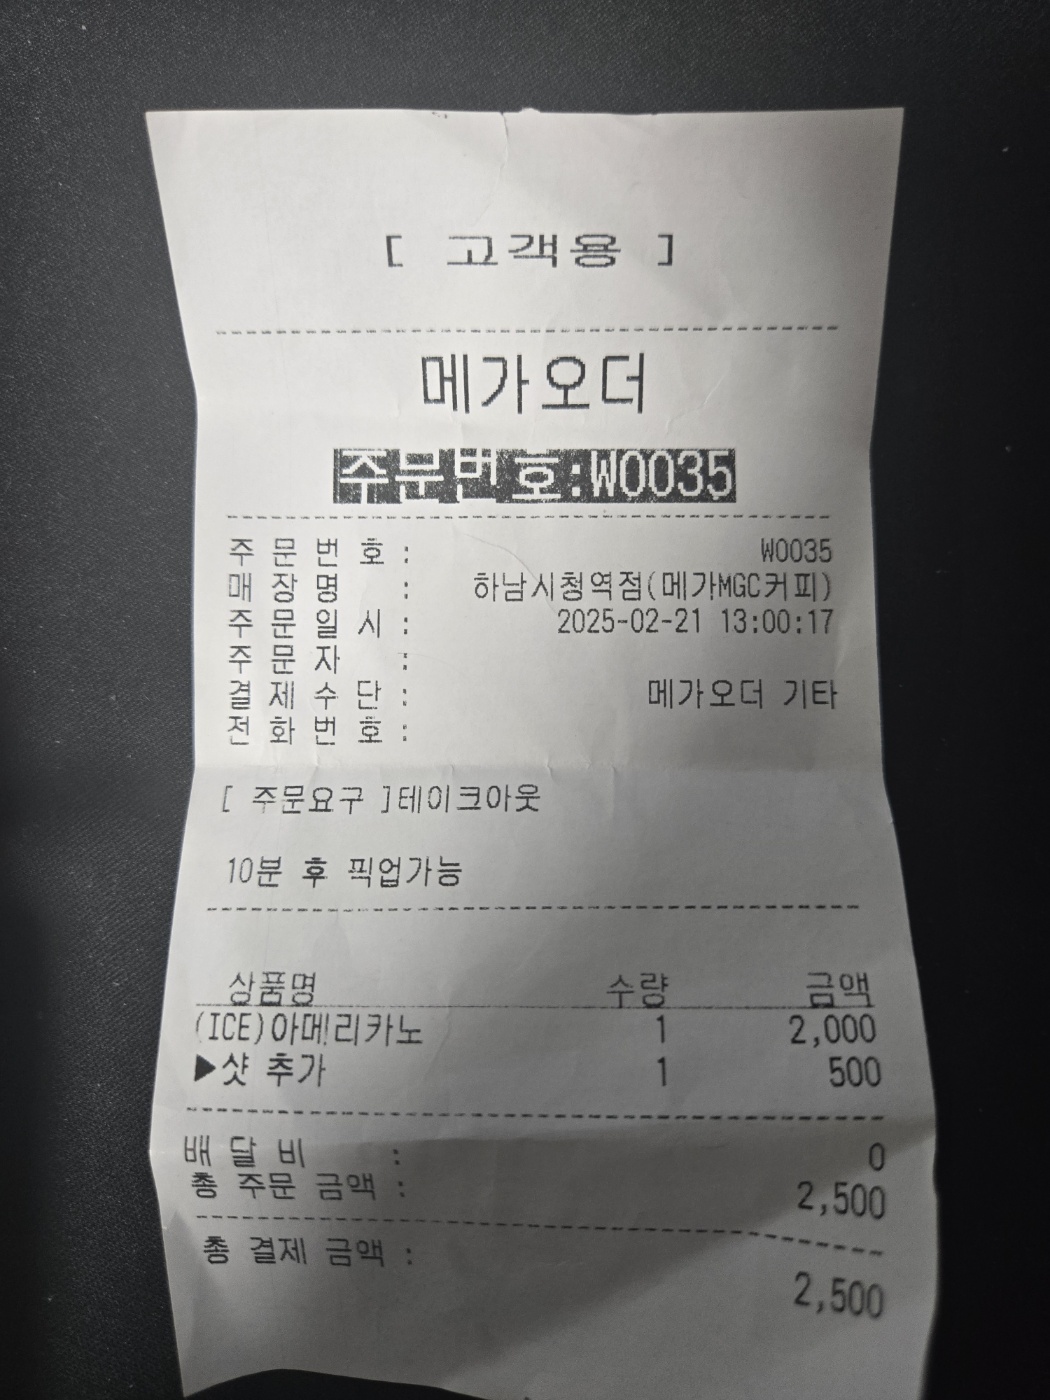 [ 고객용 ]
메가오더
주문번호:W0035
주 문 번 호 : W0035
매 장 명 : 하남시청역점(메가MGC커피)
주 문 일 시 : 2025-02-21 13:00:17
주 문 자 :
결 제 수 단 : 메가오더 기타
전 화 번 호 :
[ 주문요구 ]테이크아웃
10분 후 픽업가능
상품명 수량 금액
(ICE)아메리카노 1 2,000
▶샷 추가 1 500
배 달 비 : 0
총 주문 금액 : 2,500
총 결제 금액 :
2,500